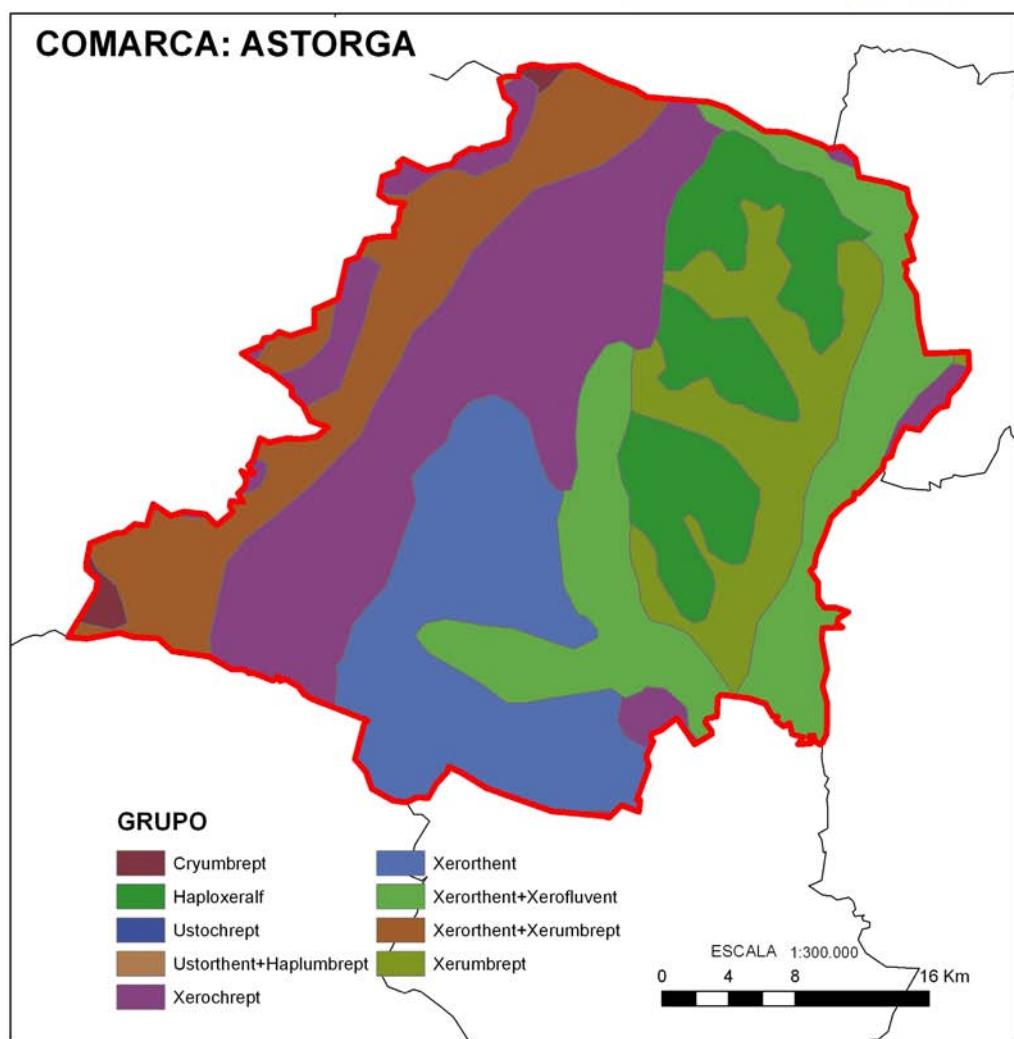 COMARCA: ASTORGA
GRUPO
Cryumbrept
Haploxeralf
Ustochrept
Ustorthent+Haplumbrept
Xerochrept
Xerorthent
Xerorthent+Xerofluvent
Xerorthent+Xerumbrept
Xerumbrept
ESCALA 1:300.000
0 4 8 16 Km